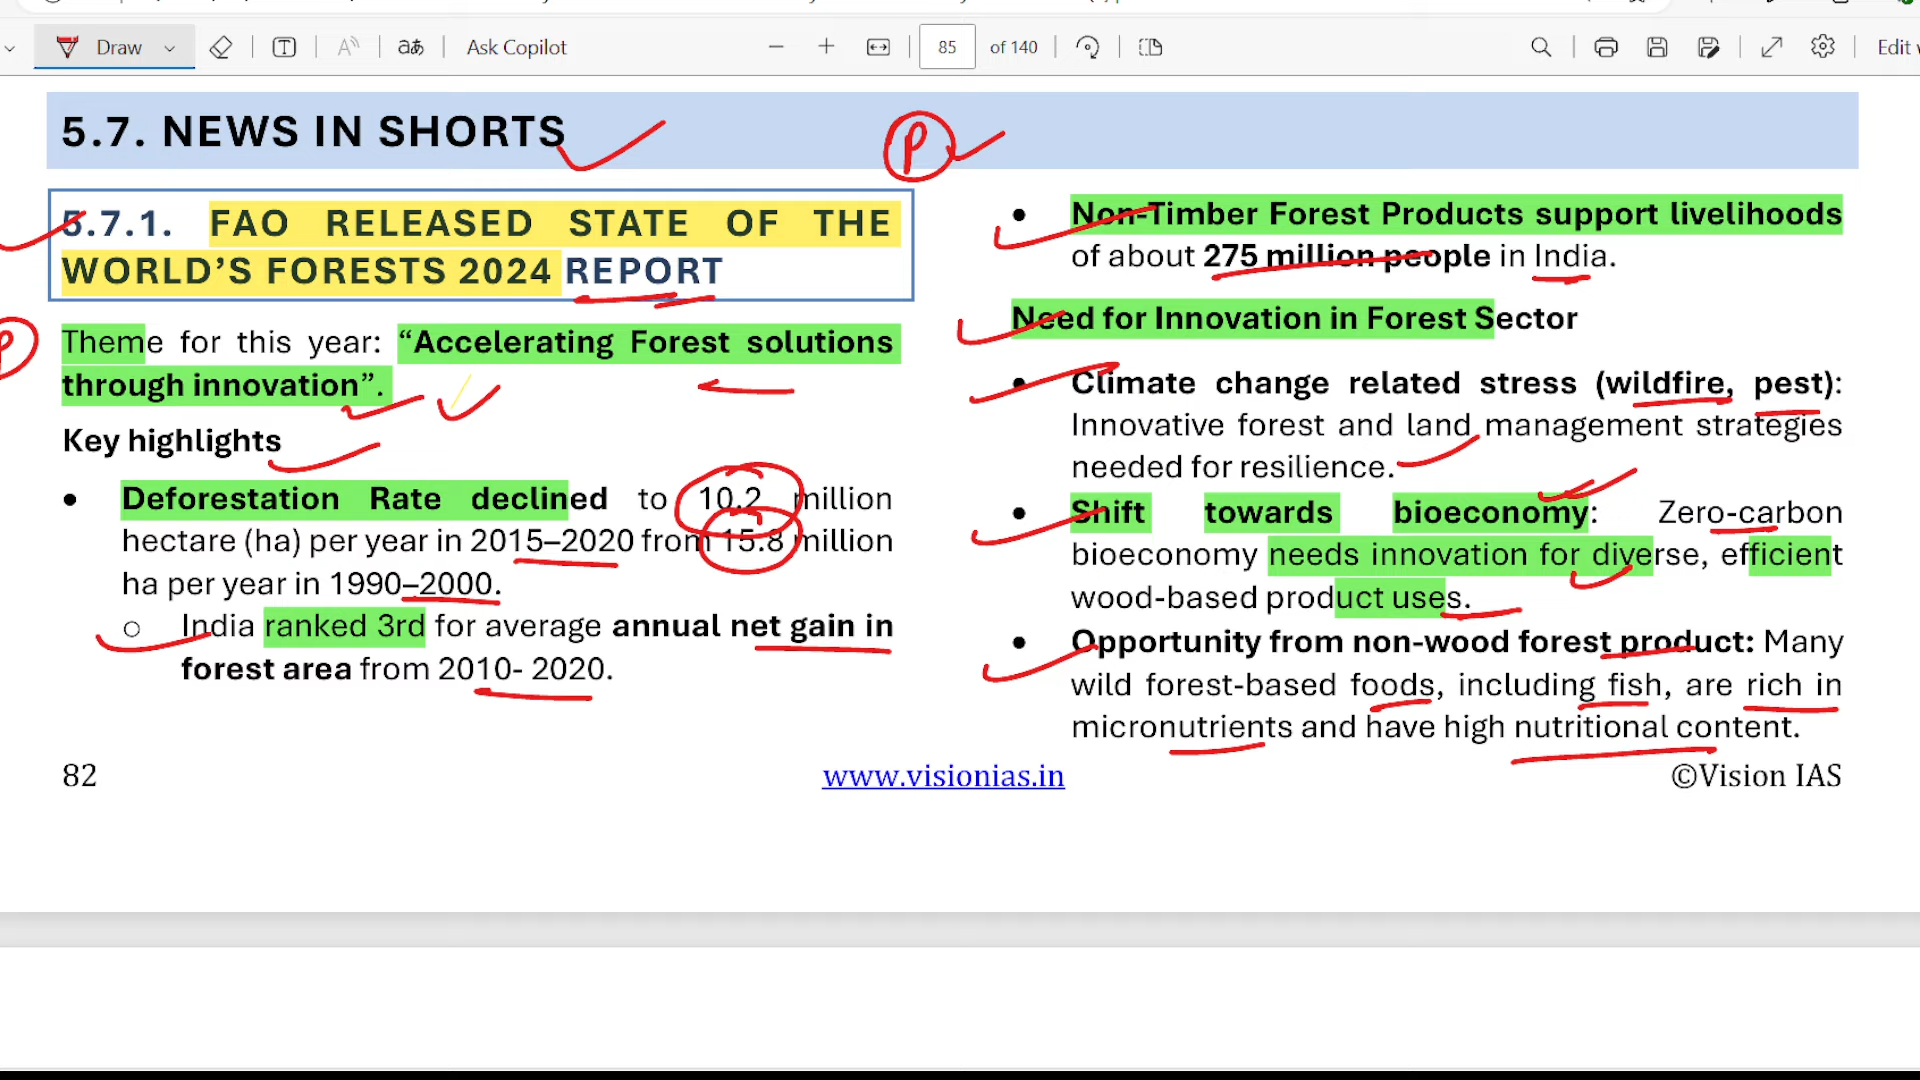 Draw
T
A
aあ
Ask Copilot
85
of 140
5.7. NEWS IN SHORTS
P
5.7.1. FAO RELEASED STATE OF THE
WORLD’S FORESTS 2024 REPORT
Theme for this year: “Accelerating Forest solutions
through innovation”.
Key highlights
• Deforestation Rate declined to 10.2 million
hectare (ha) per year in 2015–2020 from 15.8 million
ha per year in 1990–2000.
○ India ranked 3rd for average annual net gain in
forest area from 2010- 2020.
• Non-Timber Forest Products support livelihoods
of about 275 million people in India.
Need for Innovation in Forest Sector
• Climate change related stress (wildfire, pest):
Innovative forest and land management strategies
needed for resilience.
• Shift towards bioeconomy: Zero-carbon
bioeconomy needs innovation for diverse, efficient
wood-based product uses.
• Opportunity from non-wood forest product: Many
wild forest-based foods, including fish, are rich in
micronutrients and have high nutritional content.
82
www.visionias.in
©Vision IAS